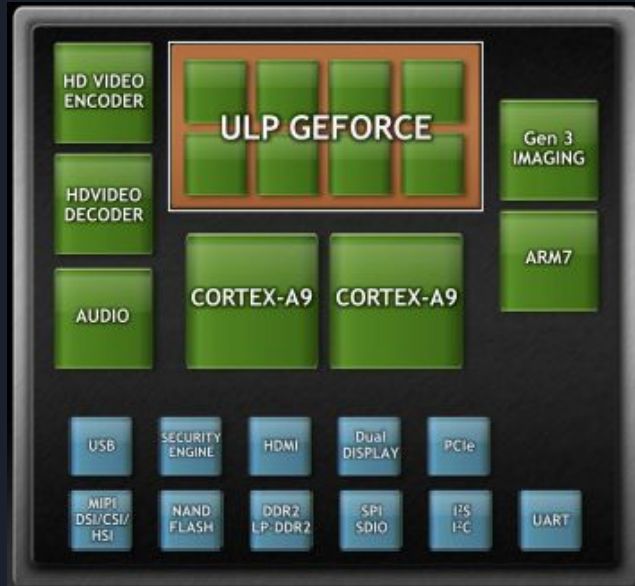 HD VIDEO
ENCODER
ULP GEFORCE
Gen 3
IMAGING
HDVIDEO
DECODER
ARM7
CORTEX-A9
CORTEX-A9
AUDIO
USB
SECURITY
ENGINE
HDMI
Dual
DISPLAY
PCIe
MIPI
DSI/CSI/
HSI
NAND
FLASH
DDR2
LP-DDR2
SPI
SDIO
I²S
I²C
UART